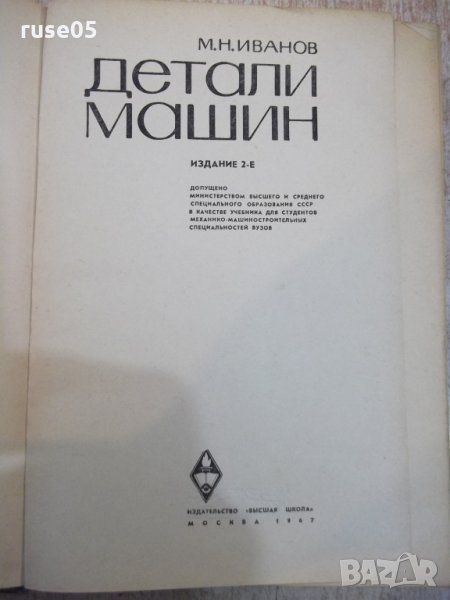 ruse05
М.Н.ИВАНОВ
детали
машин
ИЗДАНИЕ 2-Е
ДОПУЩЕНО
МИНИСТЕРСТВОМ ВЫСШЕГО И СРЕДНЕГО
СПЕЦИАЛЬНОГО ОБРАЗОВАНИЯ СССР
В КАЧЕСТВЕ УЧЕБНИКА ДЛЯ СТУДЕНТОВ
МЕХАНИКО-МАШИНОСТРОИТЕЛЬНЫХ
СПЕЦИАЛЬНОСТЕЙ ВУЗОВ
ИЗДАТЕЛЬСТВО «ВЫСШАЯ ШКОЛА»
МОСКВА 1967
BAZAR